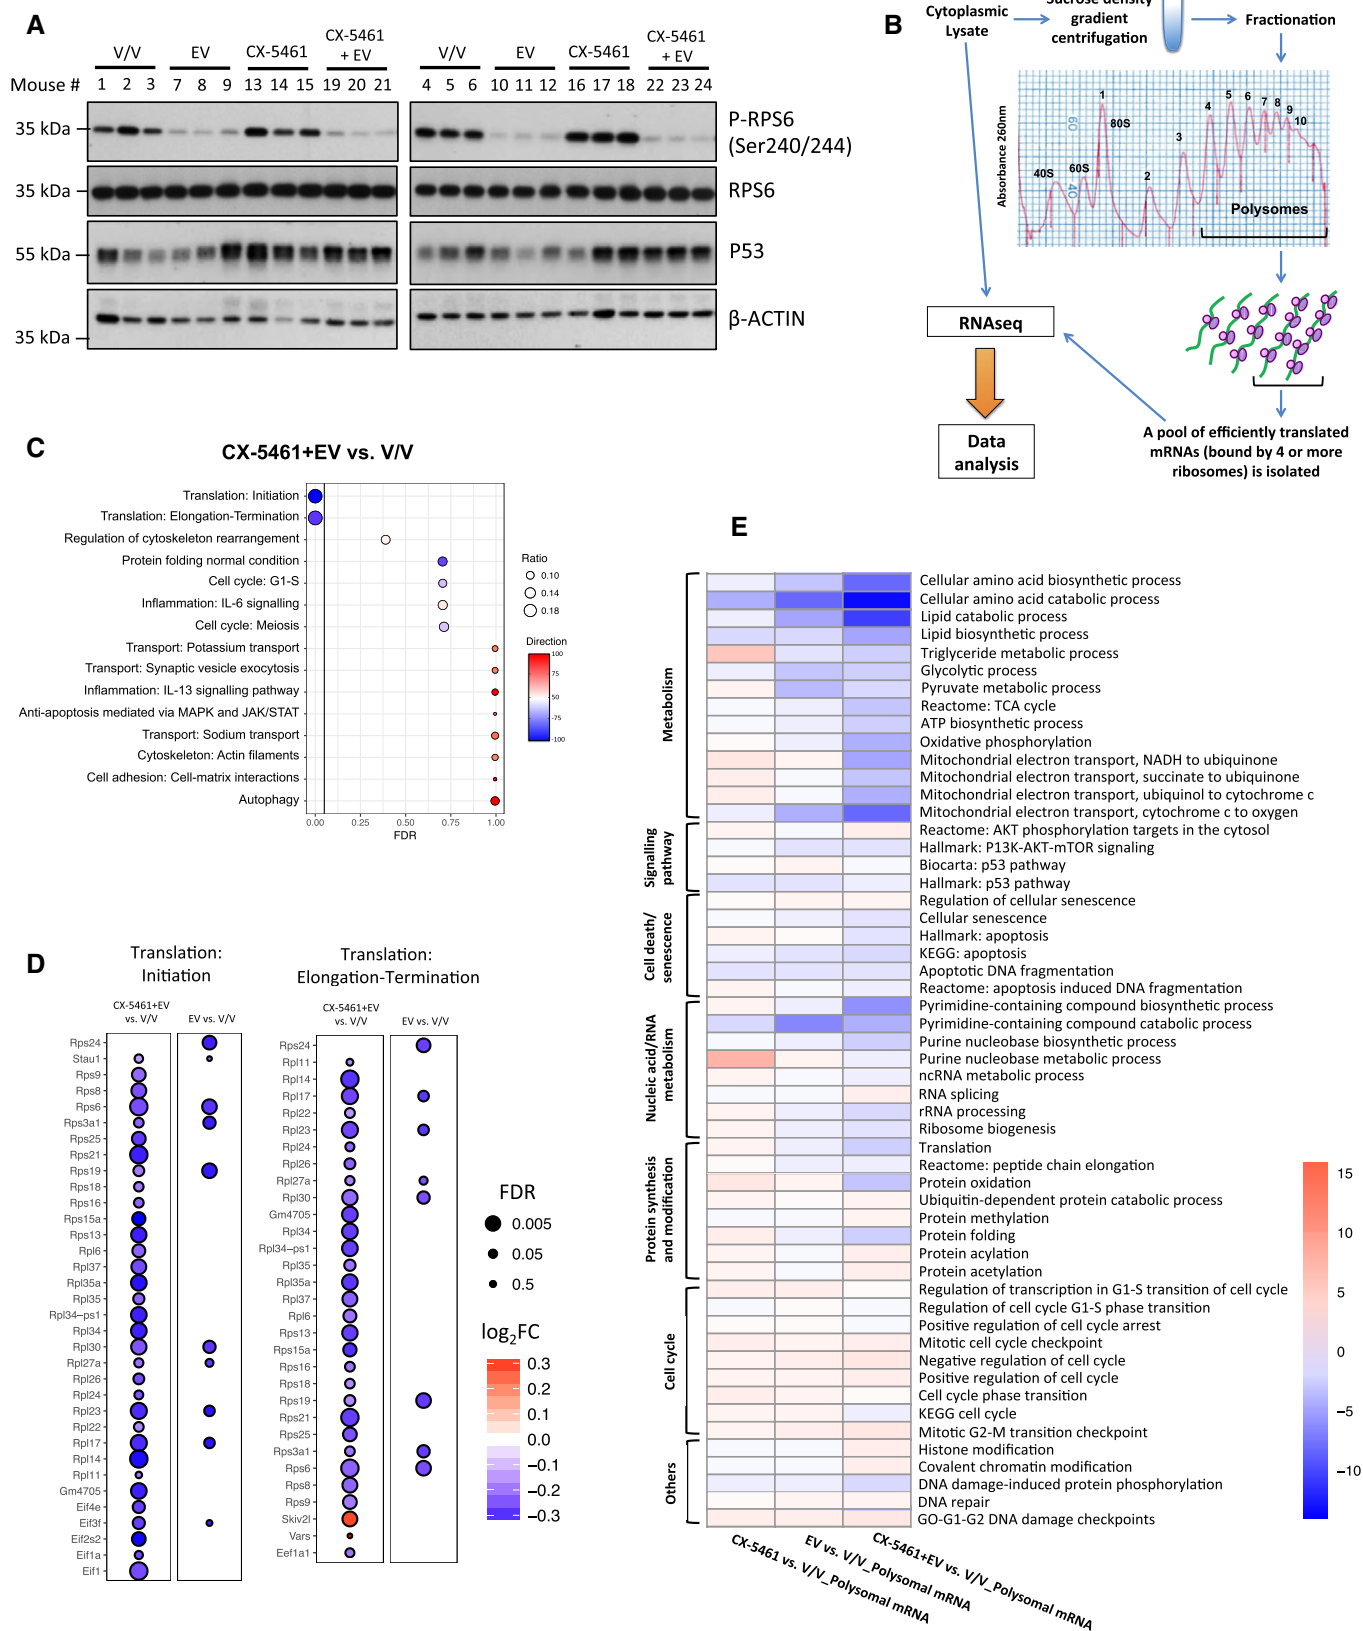 A
V/V
EV
CX-5461
CX-5461
+ EV
V/V
EV
CX-5461
CX-5461
+ EV
Mouse #
1 2 3 7 8 9 13 14 15 19 20 21
4 5 6 10 11 12 16 17 18 22 23 24
35 kDa
P-RPS6
(Ser240/244)
35 kDa
RPS6
55 kDa
P53
35 kDa
β-ACTIN
B
Cytoplasmic
Lysate
Sucrose density
gradient
centrifugation
Fractionation
Absorbance 260nm
60
40
40S
60S
1
80S
2
3
4
5
6
7
8
9
10
Polysomes
RNAseq
Data
analysis
A pool of efficiently translated
mRNAs (bound by 4 or more
ribosomes) is isolated
C
CX-5461+EV vs. V/V
Translation: Initiation
Translation: Elongation-Termination
Regulation of cytoskeleton rearrangement
Protein folding normal condition
Cell cycle: G1-S
Inflammation: IL-6 signalling
Cell cycle: Meiosis
Transport: Potassium transport
Transport: Synaptic vesicle exocytosis
Inflammation: IL-13 signalling pathway
Anti-apoptosis mediated via MAPK and JAK/STAT
Transport: Sodium transport
Cytoskeleton: Actin filaments
Cell adhesion: Cell-matrix interactions
Autophagy
0.00 0.25 0.50 0.75 1.00
FDR
Ratio
0.10
0.14
0.18
Direction
100
75
50
-75
-100
D
Translation:
Initiation
CX-5461+EV
vs. V/V
EV vs. V/V
Rps24
Stau1
Rps9
Rps8
Rps6
Rps3a1
Rps25
Rps21
Rps19
Rps18
Rps16
Rps15a
Rps13
Rpl6
Rpl37
Rpl35a
Rpl35
Rpl34–ps1
Rpl34
Rpl30
Rpl27a
Rpl26
Rpl24
Rpl23
Rpl22
Rpl17
Rpl14
Rpl11
Gm4705
Eif4e
Eif3f
Eif2s2
Eif1a
Eif1
Translation:
Elongation-Termination
CX-5461+EV
vs. V/V
EV vs. V/V
Rps24
Rpl11
Rpl14
Rpl17
Rpl22
Rpl23
Rpl24
Rpl26
Rpl27a
Rpl30
Gm4705
Rpl34
Rpl34–ps1
Rpl35
Rpl35a
Rpl37
Rpl6
Rps13
Rps15a
Rps16
Rps18
Rps19
Rps21
Rps25
Rps3a1
Rps6
Rps8
Rps9
Skiv2l
Vars
Eef1a1
FDR
0.005
0.05
0.5
log2FC
0.3
0.2
0.1
0.0
−0.1
−0.2
−0.3
E
Metabolism
Cellular amino acid biosynthetic process
Cellular amino acid catabolic process
Lipid catabolic process
Lipid biosynthetic process
Triglyceride metabolic process
Glycolytic process
Pyruvate metabolic process
Reactome: TCA cycle
ATP biosynthetic process
Oxidative phosphorylation
Mitochondrial electron transport, NADH to ubiquinone
Mitochondrial electron transport, succinate to ubiquinone
Mitochondrial electron transport, ubiquinol to cytochrome c
Mitochondrial electron transport, cytochrome c to oxygen
Signalling
pathway
Reactome: AKT phosphorylation targets in the cytosol
Hallmark: P13K-AKT-mTOR signaling
Biocarta: p53 pathway
Hallmark: p53 pathway
Cell death/
senescence
Regulation of cellular senescence
Cellular senescence
Hallmark: apoptosis
KEGG: apoptosis
Apoptotic DNA fragmentation
Reactome: apoptosis induced DNA fragmentation
Nucleic acid/RNA
metabolism
Pyrimidine-containing compound biosynthetic process
Pyrimidine-containing compound catabolic process
Purine nucleobase biosynthetic process
Purine nucleobase metabolic process
ncRNA metabolic process
RNA splicing
rRNA processing
Ribosome biogenesis
Protein synthesis
and modification
Translation
Reactome: peptide chain elongation
Protein oxidation
Ubiquitin-dependent protein catabolic process
Protein methylation
Protein folding
Protein acylation
Protein acetylation
Cell cycle
Regulation of transcription in G1-S transition of cell cycle
Regulation of cell cycle G1-S phase transition
Positive regulation of cell cycle arrest
Mitotic cell cycle checkpoint
Negative regulation of cell cycle
Positive regulation of cell cycle
Cell cycle phase transition
KEGG cell cycle
Mitotic G2-M transition checkpoint
Others
Histone modification
Covalent chromatin modification
DNA damage-induced protein phosphorylation
DNA repair
GO-G1-G2 DNA damage checkpoints
CX-5461 vs. V/V_Polysomal mRNA
EV vs. V/V_Polysomal mRNA
CX-5461+EV vs. V/V_Polysomal mRNA
15
10
5
0
−5
−10